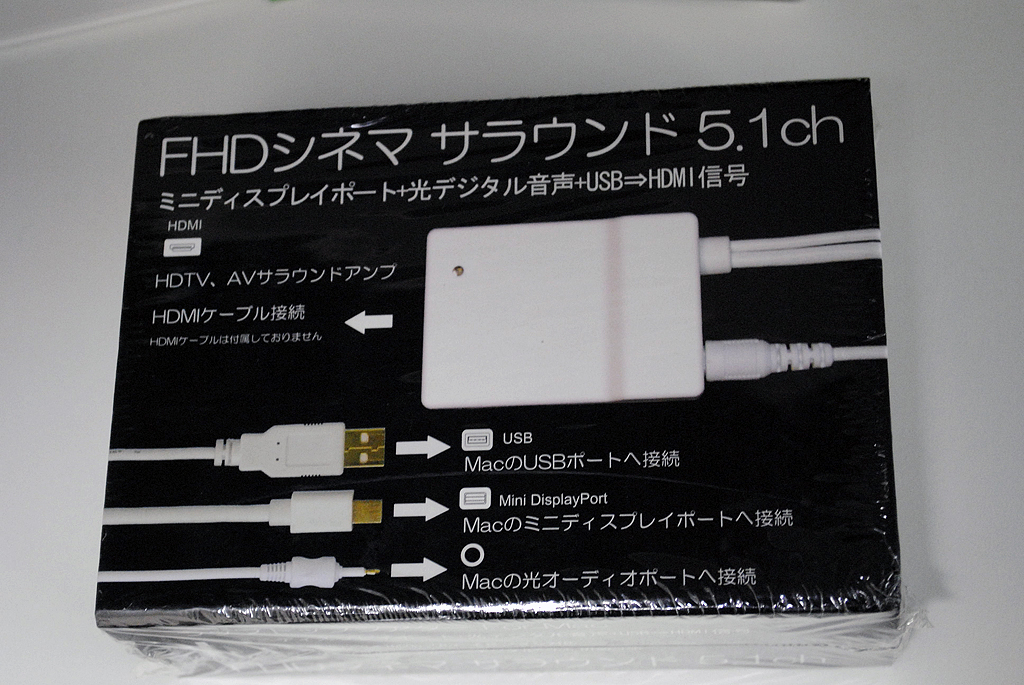 FHDシネマ サラウンド 5.1ch
ミニディスプレイポート+光デジタル音声+USB⇒HDMI信号
HDMI
HDTV、AVサラウンドアンプ
HDMIケーブル接続
HDMIケーブルは付属しておりません
USB
MacのUSBポートへ接続
Mini DisplayPort
Macのミニディスプレイポートへ接続
Macの光オーディオポートへ接続